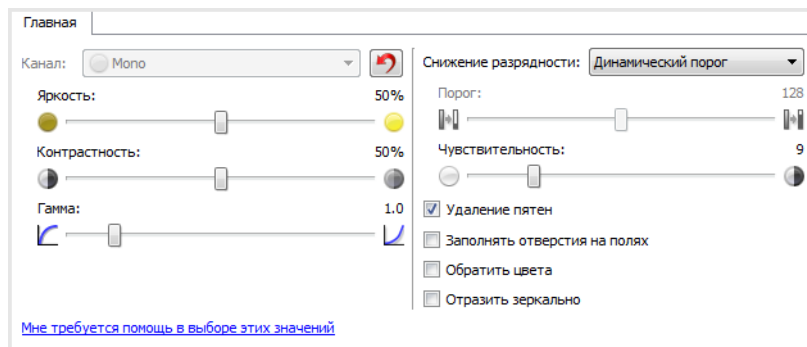 Главная
Канал: Mono
Яркость: 50%
Контрастность: 50%
Гамма: 1.0
Мне требуется помощь в выборе этих значений
Снижение разрядности: Динамический порог
Порог: 128
Чувствительность: 9
Удаление пятен
Заполнять отверстия на полях
Обратить цвета
Отразить зеркально